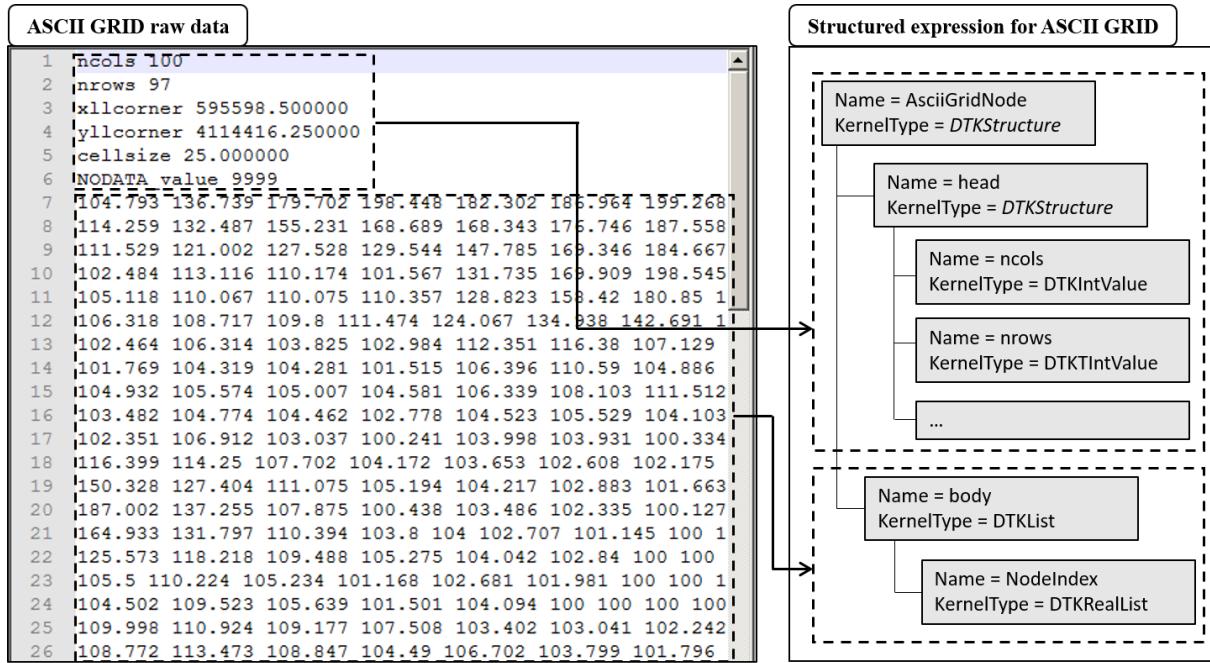 ASCII GRID raw data
1 ncols 100
2 nrows 97
3 xllcorner 595598.500000
4 yllcorner 4114416.250000
5 cellsize 25.000000
6 NODATA_value 9999
7 104.793 136.739 179.702 198.448 182.302 186.964 199.268
8 114.259 132.487 155.231 168.689 168.343 176.746 187.558
9 111.529 121.002 127.528 129.544 147.785 169.346 184.667
10 102.484 113.116 110.174 101.567 131.735 169.909 198.545
11 105.118 110.067 110.075 110.357 128.823 158.42 180.85 1
12 106.318 108.717 109.8 111.474 124.067 134.938 142.691 1
13 102.464 106.314 103.825 102.984 112.351 116.38 107.129
14 101.769 104.319 104.281 101.515 106.396 110.59 104.886
15 104.932 105.574 105.007 104.581 106.339 108.103 111.512
16 103.482 104.774 104.462 102.778 104.523 105.529 104.103
17 102.351 106.912 103.037 100.241 103.998 103.931 100.334
18 116.399 114.25 107.702 104.172 103.653 102.608 102.175
19 150.328 127.404 111.075 105.194 104.217 102.883 101.663
20 187.002 137.255 107.875 100.438 103.486 102.335 100.127
21 164.933 131.797 110.394 103.8 104 102.707 101.145 100 1
22 125.573 118.218 109.488 105.275 104.042 102.84 100 100
23 105.5 110.224 105.234 101.168 102.681 101.981 100 100 1
24 104.502 109.523 105.639 101.501 104.094 100 100 100 100
25 109.998 110.924 109.177 107.508 103.402 103.041 102.242
26 108.772 113.473 108.847 104.49 106.702 103.799 101.796
Structured expression for ASCII GRID
Name = AsciiGridNode
KernelType = DTKStructure
Name = head
KernelType = DTKStructure
Name = ncols
KernelType = DTKIntValue
Name = nrows
KernelType = DTKTIntValue
...
Name = body
KernelType = DTKList
Name = NodeIndex
KernelType = DTKRealList